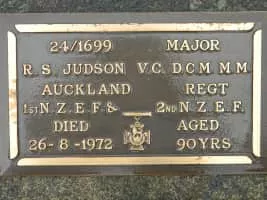 24/1699 MAJOR
R. S. JUDSON V.C. D.C.M M.M
AUCKLAND REGT
1ST N.Z.E.F. & 2ND N.Z.E.F.
DIED AGED
26-8-1972 90YRS